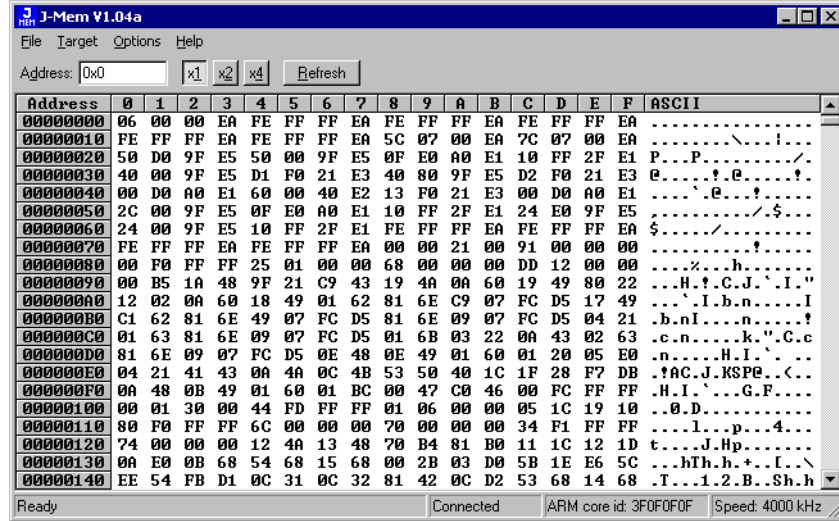 J-Mem V1.04a
File Target Options Help
Address: 0x0 x1 x2 x4 Refresh
Address 0 1 2 3 4 5 6 7 8 9 A B C D E F ASCII
00000000 06 00 00 EA FE FF FF EA FE FF FF EA FE FF FF EA ................
00000010 FE FF FF EA FE FF FF EA 5C 07 00 EA 7C 07 00 EA ........\...|...
00000020 50 D0 9F E5 50 00 9F E5 0F E0 A0 E1 10 FF 2F E1 P...P........./.
00000030 40 00 9F E5 D1 F0 21 E3 40 80 9F E5 D2 F0 21 E3 @.....!.@.....!.
00000040 00 D0 A0 E1 60 00 40 E2 13 F0 21 E3 00 D0 A0 E1 ....`.@...!.....
00000050 2C 00 9F E5 0F E0 A0 E1 10 FF 2F E1 24 E0 9F E5 ,........./.$...
00000060 24 00 9F E5 10 FF 2F E1 FE FF FF EA FE FF FF EA $...../.........
00000070 FE FF FF EA FE FF FF EA 00 00 21 00 91 00 00 00 ..........!.....
00000080 00 F0 FF FF 25 01 00 00 68 00 00 00 DD 12 00 00 ....%...h.......
00000090 00 B5 1A 48 9F 21 C9 43 19 4A 0A 60 19 49 80 22 ...H.!.C.J.`.I."
000000A0 12 02 0A 60 18 49 01 62 81 6E C9 07 FC D5 17 49 ...`.I.b.n.....I
000000B0 C1 62 81 6E 49 07 FC D5 81 6E 09 07 FC D5 04 21 .b.nI....n.....!
000000C0 01 63 81 6E 09 07 FC D5 01 6B 03 22 0A 43 02 63 .c.n.....k.".C.c
000000D0 81 6E 09 07 FC D5 0E 48 0E 49 01 60 01 20 05 E0 .n.....H.I.`. ..
000000E0 04 21 41 43 0A 4A 0C 4B 53 50 40 1C 1F 28 F7 DB .!AC.J.KSP@..(..
000000F0 0A 48 0B 49 01 60 01 BC 00 47 C0 46 00 FC FF FF .H.I.`...G.F....
00000100 00 01 30 00 44 FD FF FF 01 06 00 00 05 1C 19 10 ..0.D...........
00000110 80 F0 FF FF 6C 00 00 00 70 00 00 00 34 F1 FF FF ....l...p...4...
00000120 74 00 00 00 12 4A 13 48 70 B4 81 B0 11 1C 12 1D t....J.Hp.......
00000130 0A E0 0B 68 54 68 15 68 00 2B 03 D0 5B 1E E6 5C ...hTh.h.+..[..\
00000140 EE 54 FB D1 0C 31 0C 32 81 42 0C D2 53 68 14 68 .T...1.2.B..Sh.h
Ready Connected ARM core id: 3F0F0F0F Speed: 4000 kHz